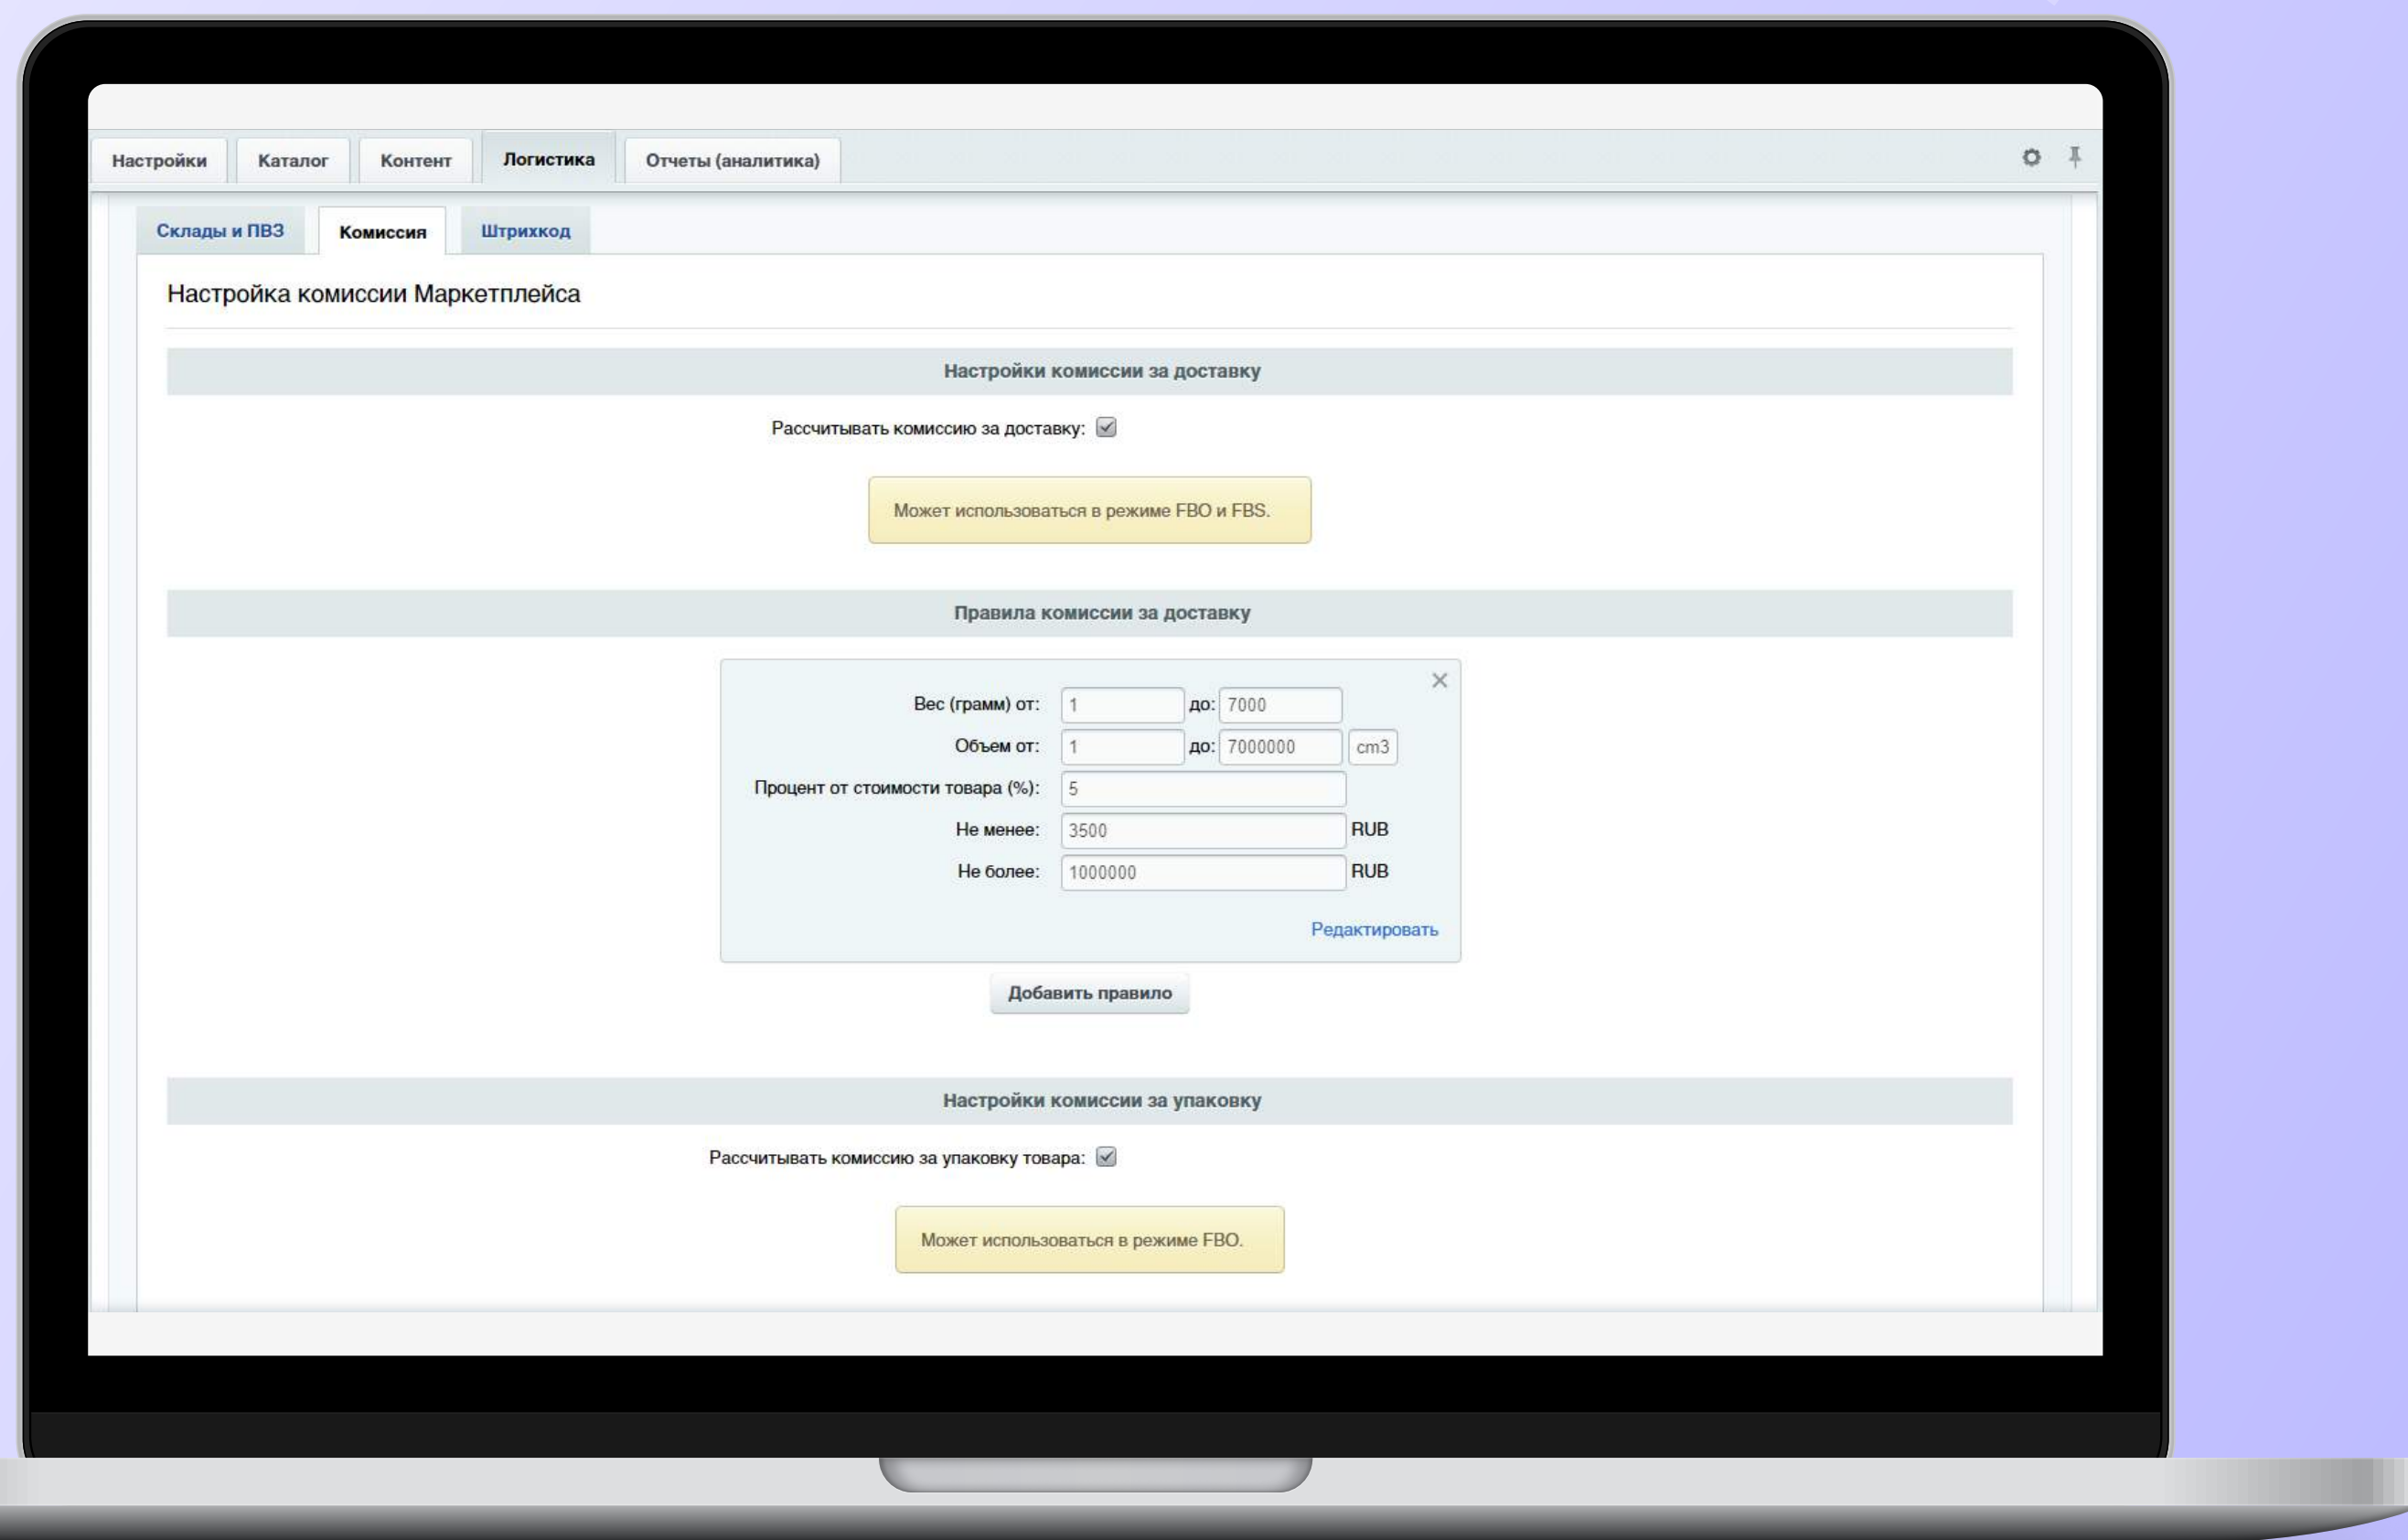 Настройки Каталог Контент Логистика Отчеты (аналитика)
Склады и ПВЗ Комиссия Штрихкод
Настройка комиссии Маркетплейса
Настройки комиссии за доставку
Рассчитывать комиссию за доставку:
Может использоваться в режиме FBO и FBS.
Правила комиссии за доставку
Вес (грамм) от: 1 до: 7000
Объем от: 1 до: 7000000 cm3
Процент от стоимости товара (%): 5
Не менее: 3500 RUB
Не более: 1000000 RUB
Редактировать
Добавить правило
Настройки комиссии за упаковку
Рассчитывать комиссию за упаковку товара:
Может использоваться в режиме FBO.